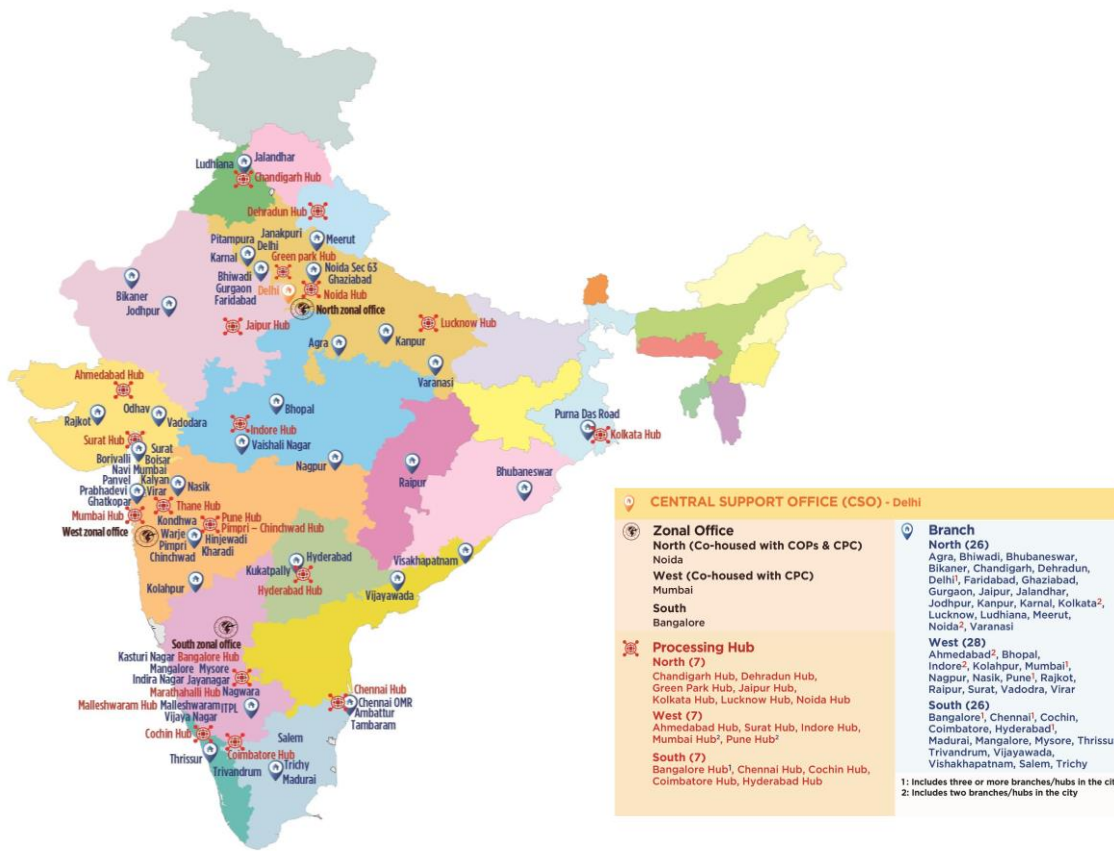 Ludhiana
Jalandhar
Chandigarh Hub
Dehradun Hub
Pitampura
Janakpuri
Delhi
Meerut
Karnal
Green park Hub
Bhiwadi
Gurgaon
Faridabad
Noida Sec 63
Ghaziabad
Delhi
Noida Hub
North zonal office
Bikaner
Jodhpur
Jaipur Hub
Lucknow Hub
Agra
Kanpur
Varanasi
Ahmedabad Hub
Odhav
Rajkot
Vadodara
Bhopal
Indore Hub
Vaishali Nagar
Purna Das Road
Kolkata Hub
Surat Hub
Surat
Borivalli
Boisar
Navi Mumbai
Panvel
Kalyan
Prabhadevi
Virar
Ghatkopar
Nasik
Nagpur
Raipur
Bhubaneswar
Thane Hub
Mumbai Hub
Kondhwa
Pune Hub
Pimpri – Chinchwad Hub
West zonal office
Warje
Hinjewadi
Pimpri
Kharadi
Chinchwad
Kolahpur
Hyderabad
Kukatpally
Hyderabad Hub
Visakhapatnam
Vijayawada
South zonal office
Kasturi Nagar Bangalore Hub
Mangalore Mysore
Indira Nagar Jayanagar
Marathahalli Hub Nagwara
Malleshwaram Hub Malleshwaram ITPL
Vijaya Nagar
Chennai Hub
Chennai OMR
Ambattur
Tambaram
Cochin Hub
Salem
Coimbatore Hub
Thrissur
Trivandrum
Trichy
Madurai
CENTRAL SUPPORT OFFICE (CSO) - Delhi
Zonal Office
North (Co-housed with COPs & CPC)
Noida
West (Co-housed with CPC)
Mumbai
South
Bangalore
Processing Hub
North (7)
Chandigarh Hub, Dehradun Hub,
Green Park Hub, Jaipur Hub,
Kolkata Hub, Lucknow Hub, Noida Hub
West (7)
Ahmedabad Hub, Surat Hub, Indore Hub,
Mumbai Hub², Pune Hub²
South (7)
Bangalore Hub¹, Chennai Hub, Cochin Hub,
Coimbatore Hub, Hyderabad Hub
Branch
North (26)
Agra, Bhiwadi, Bhubaneswar,
Bikaner, Chandigarh, Dehradun,
Delhi¹, Faridabad, Ghaziabad,
Gurgaon, Jaipur, Jalandhar,
Jodhpur, Kanpur, Karnal, Kolkata²,
Lucknow, Ludhiana, Meerut,
Noida², Varanasi
West (28)
Ahmedabad², Bhopal,
Indore², Kolahpur, Mumbai¹,
Nagpur, Nasik, Pune¹, Rajkot,
Raipur, Surat, Vadodra, Virar
South (26)
Bangalore¹, Chennai¹, Cochin,
Coimbatore, Hyderabad¹,
Madurai, Mangalore, Mysore, Thrissur
Trivandrum, Vijayawada,
Vishakhapatnam, Salem, Trichy
1: Includes three or more branches/hubs in the cit
2: Includes two branches/hubs in the city